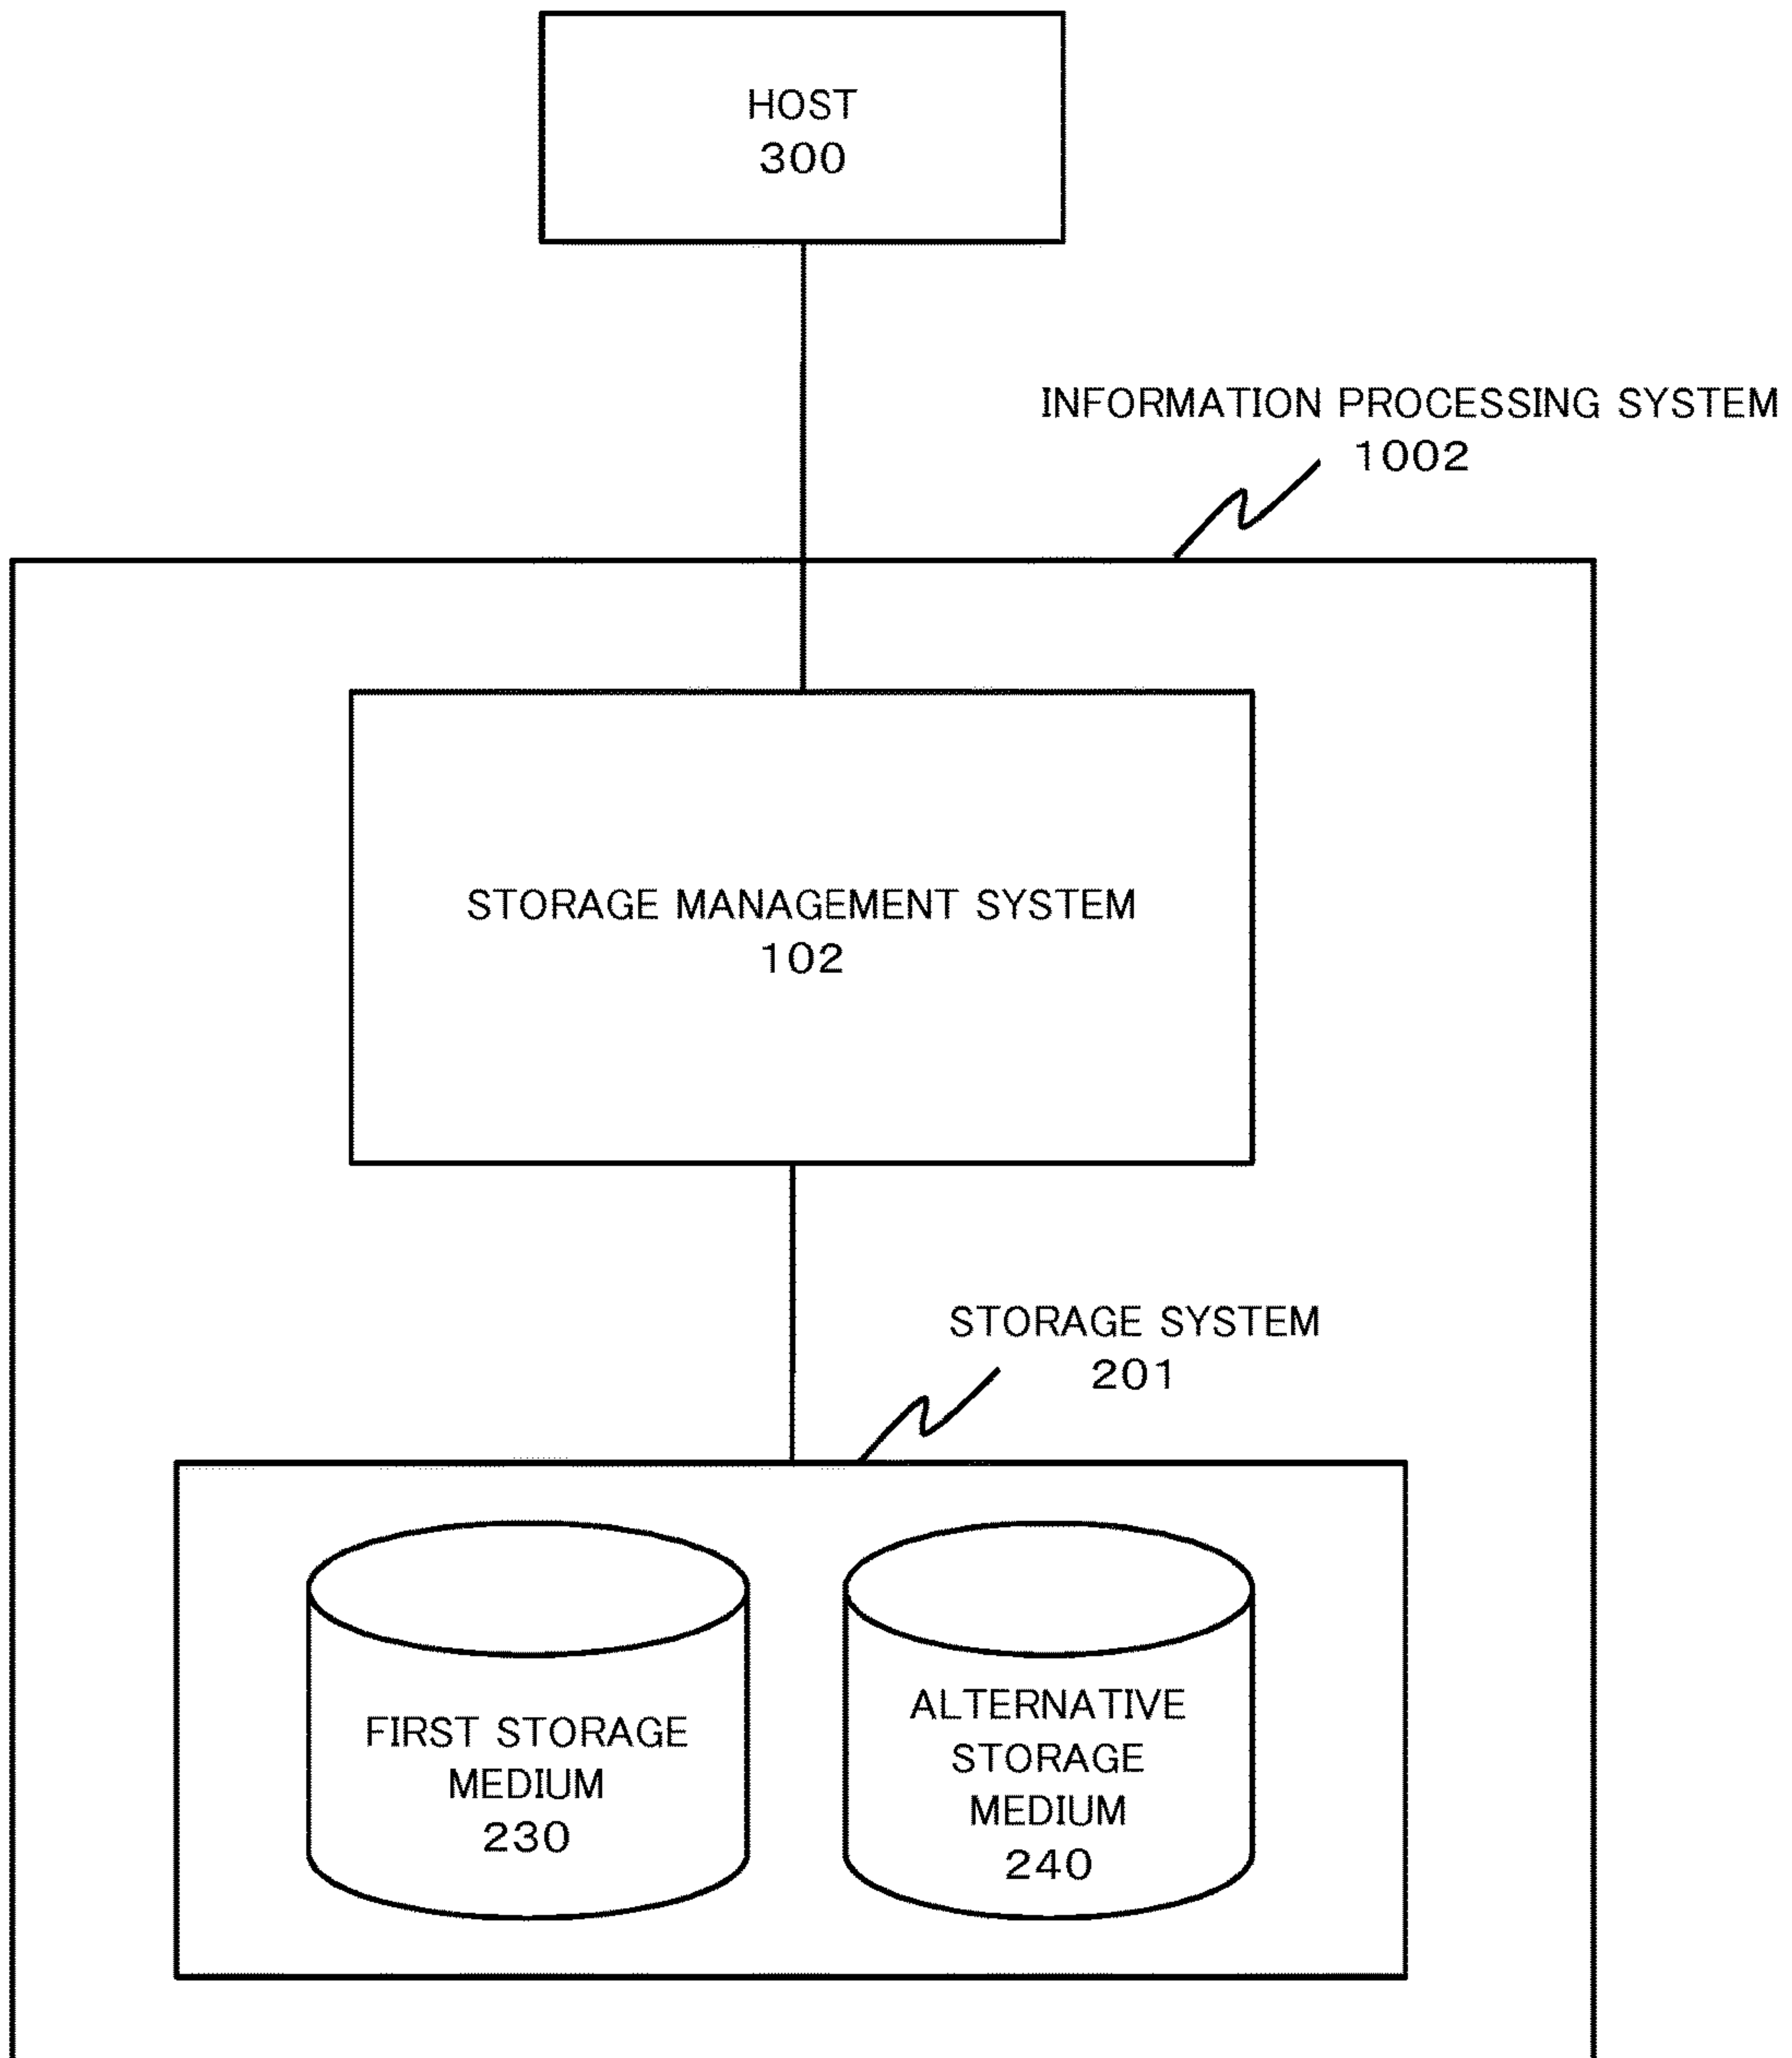 HOST
300
INFORMATION PROCESSING SYSTEM
1002
STORAGE MANAGEMENT SYSTEM
102
STORAGE SYSTEM
201
FIRST STORAGE
MEDIUM
230
ALTERNATIVE
STORAGE
MEDIUM
240